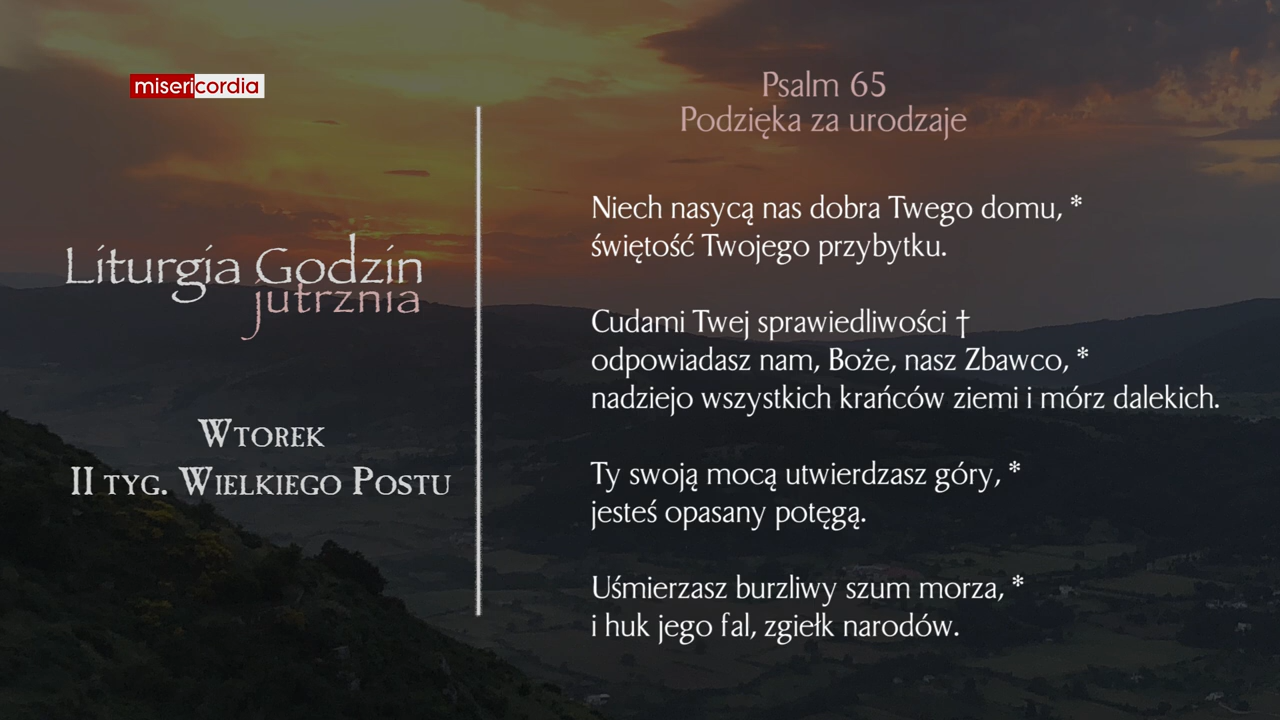 misericordia
Liturgia Godzin
jutrznia
Wtorek
II tyg. Wielkiego Postu
Psalm 65
Podzięka za urodzaje
Niech nasycą nas dobra Twego domu, *
świętość Twojego przybytku.
Cudami Twej sprawiedliwości †
odpowiadasz nam, Boże, nasz Zbawco, *
nadziejo wszystkich krańców ziemi i mórz dalekich.
Ty swoją mocą utwierdzasz góry, *
jesteś opasany potęgą.
Uśmierzasz burzliwy szum morza, *
i huk jego fal, zgiełk narodów.